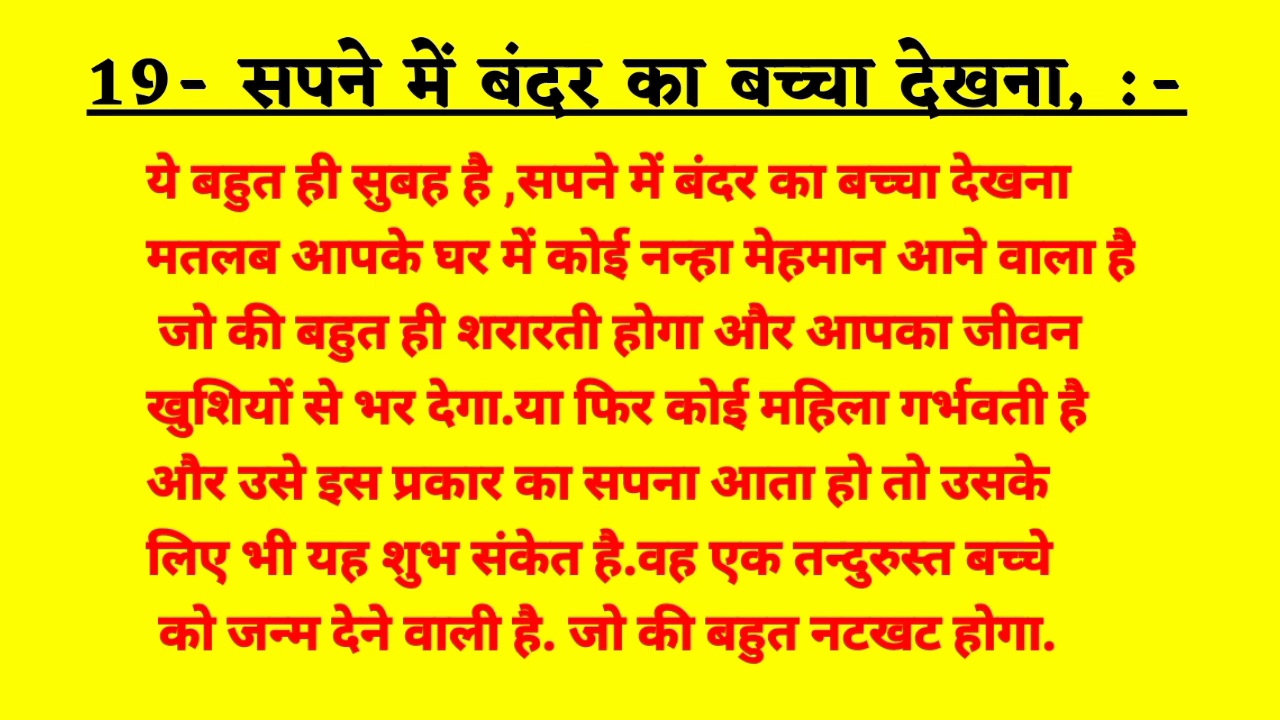 19- सपने में बंदर का बच्चा देखना, :-
ये बहुत ही सुबह है ,सपने में बंदर का बच्चा देखना
मतलब आपके घर में कोई नन्हा मेहमान आने वाला है
जो की बहुत ही शरारती होगा और आपका जीवन
खुशियों से भर देगा.या फिर कोई महिला गर्भवती है
और उसे इस प्रकार का सपना आता हो तो उसके
लिए भी यह शुभ संकेत है.वह एक तन्दुरुस्त बच्चे
को जन्म देने वाली है. जो की बहुत नटखट होगा.